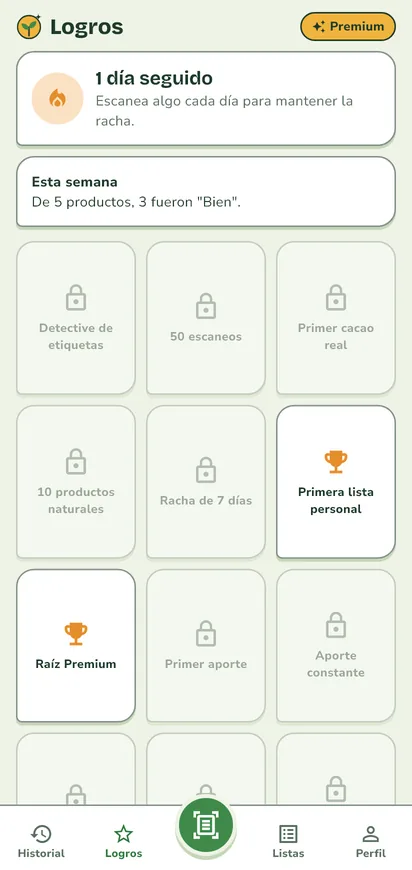 Logros
Premium
1 día seguido
Escanea algo cada día para mantener la
racha.
Esta semana
De 5 productos, 3 fueron "Bien".
Detective de
etiquetas
50 escaneos
Primer cacao
real
10 productos
naturales
Racha de 7 días
Primera lista
personal
Raíz Premium
Primer aporte
Aporte
constante
Historial
Logros
Listas
Perfil